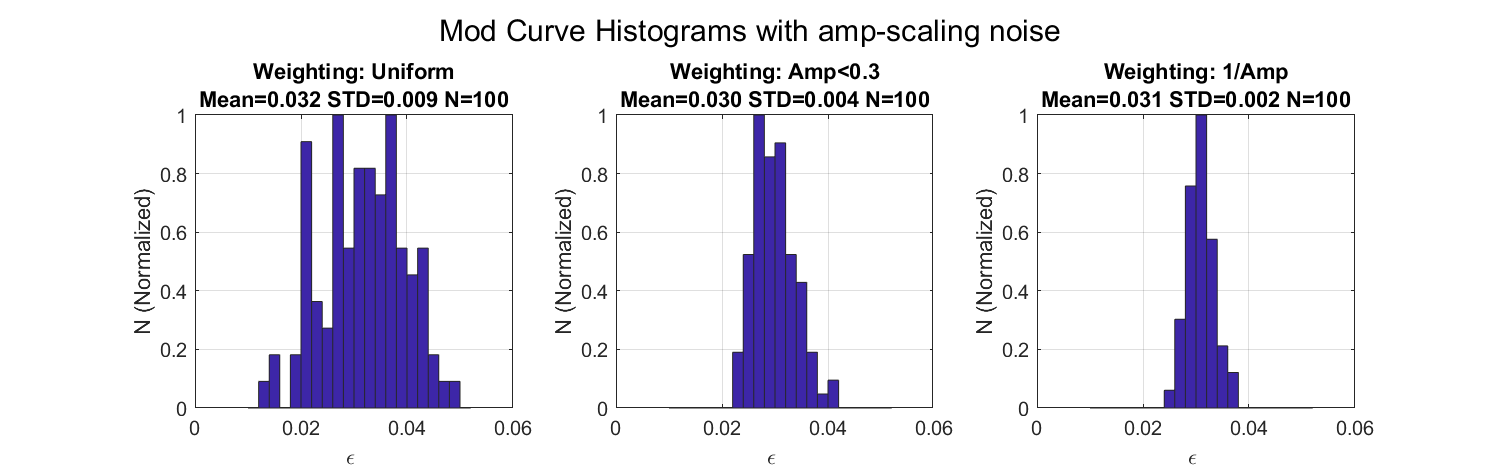 Mod Curve Histograms with amp-scaling noise
Weighting: Uniform
Mean=0.032 STD=0.009 N=100
N (Normalized)
1
0.8
0.6
0.4
0.2
0
0 0.02 0.04 0.06
ϵ
Weighting: Amp<0.3
Mean=0.030 STD=0.004 N=100
N (Normalized)
1
0.8
0.6
0.4
0.2
0
0 0.02 0.04 0.06
ϵ
Weighting: 1/Amp
Mean=0.031 STD=0.002 N=100
N (Normalized)
1
0.8
0.6
0.4
0.2
0
0 0.02 0.04 0.06
ϵ